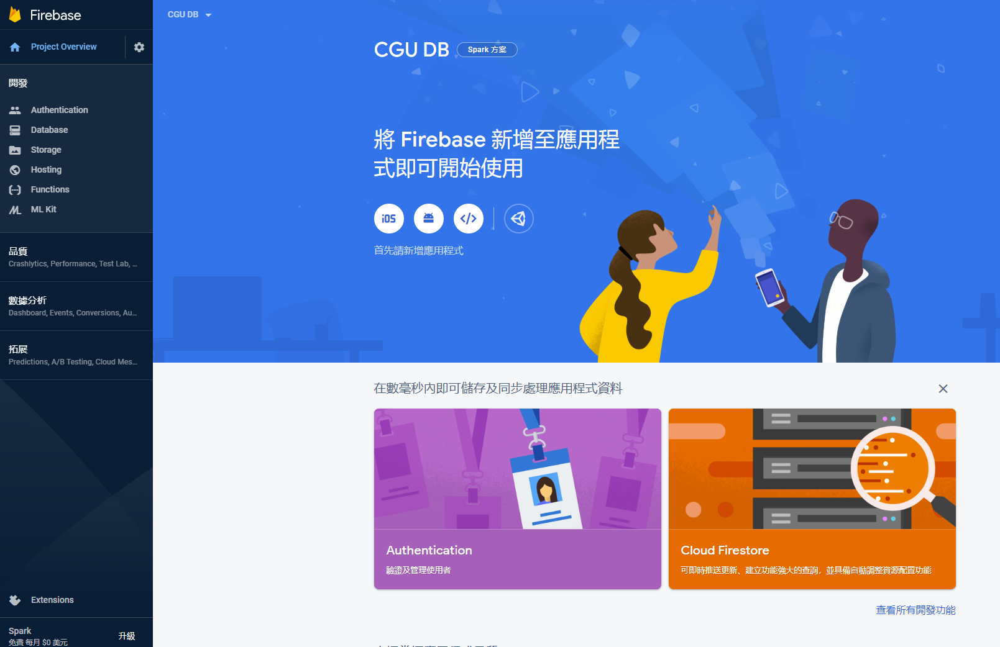 Firebase
Project Overview
開發
Authentication
Database
Storage
Hosting
Functions
ML Kit
品質
Crashlytics, Performance, Test Lab, ...
數據分析
Dashboard, Events, Conversions, Au...
拓展
Predictions, A/B Testing, Cloud Mes...
Extensions
Spark
免費 每月 $0 美元
升級
CGU DB
CGU DB
Spark 方案
將 Firebase 新增至應用程
式即可開始使用
iOS
首先請新增應用程式
在數毫秒內即可儲存及同步處理應用程式資料
Authentication
驗證及管理使用者
Cloud Firestore
可即時推送更新、建立功能強大的查詢，並具備自動調整資源配置功能
查看所有開發功能